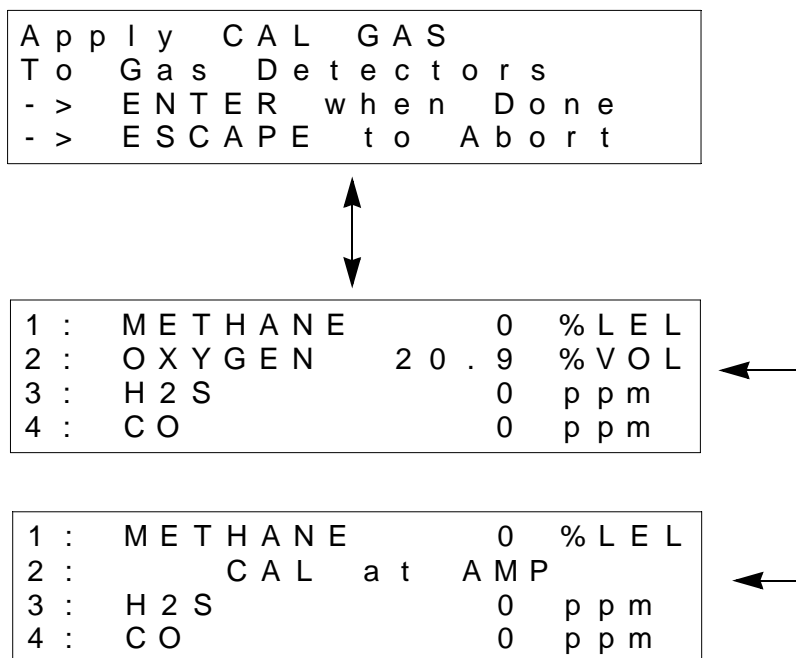 Apply CAL GAS
To Gas Detectors
-> ENTER when Done
-> ESCAPE to Abort
1: METHANE 0 %LEL
2: OXYGEN 20.9 %VOL
3: H2S 0 ppm
4: CO 0 ppm
1: METHANE 0 %LEL
2: CAL at AMP
3: H2S 0 ppm
4: CO 0 ppm